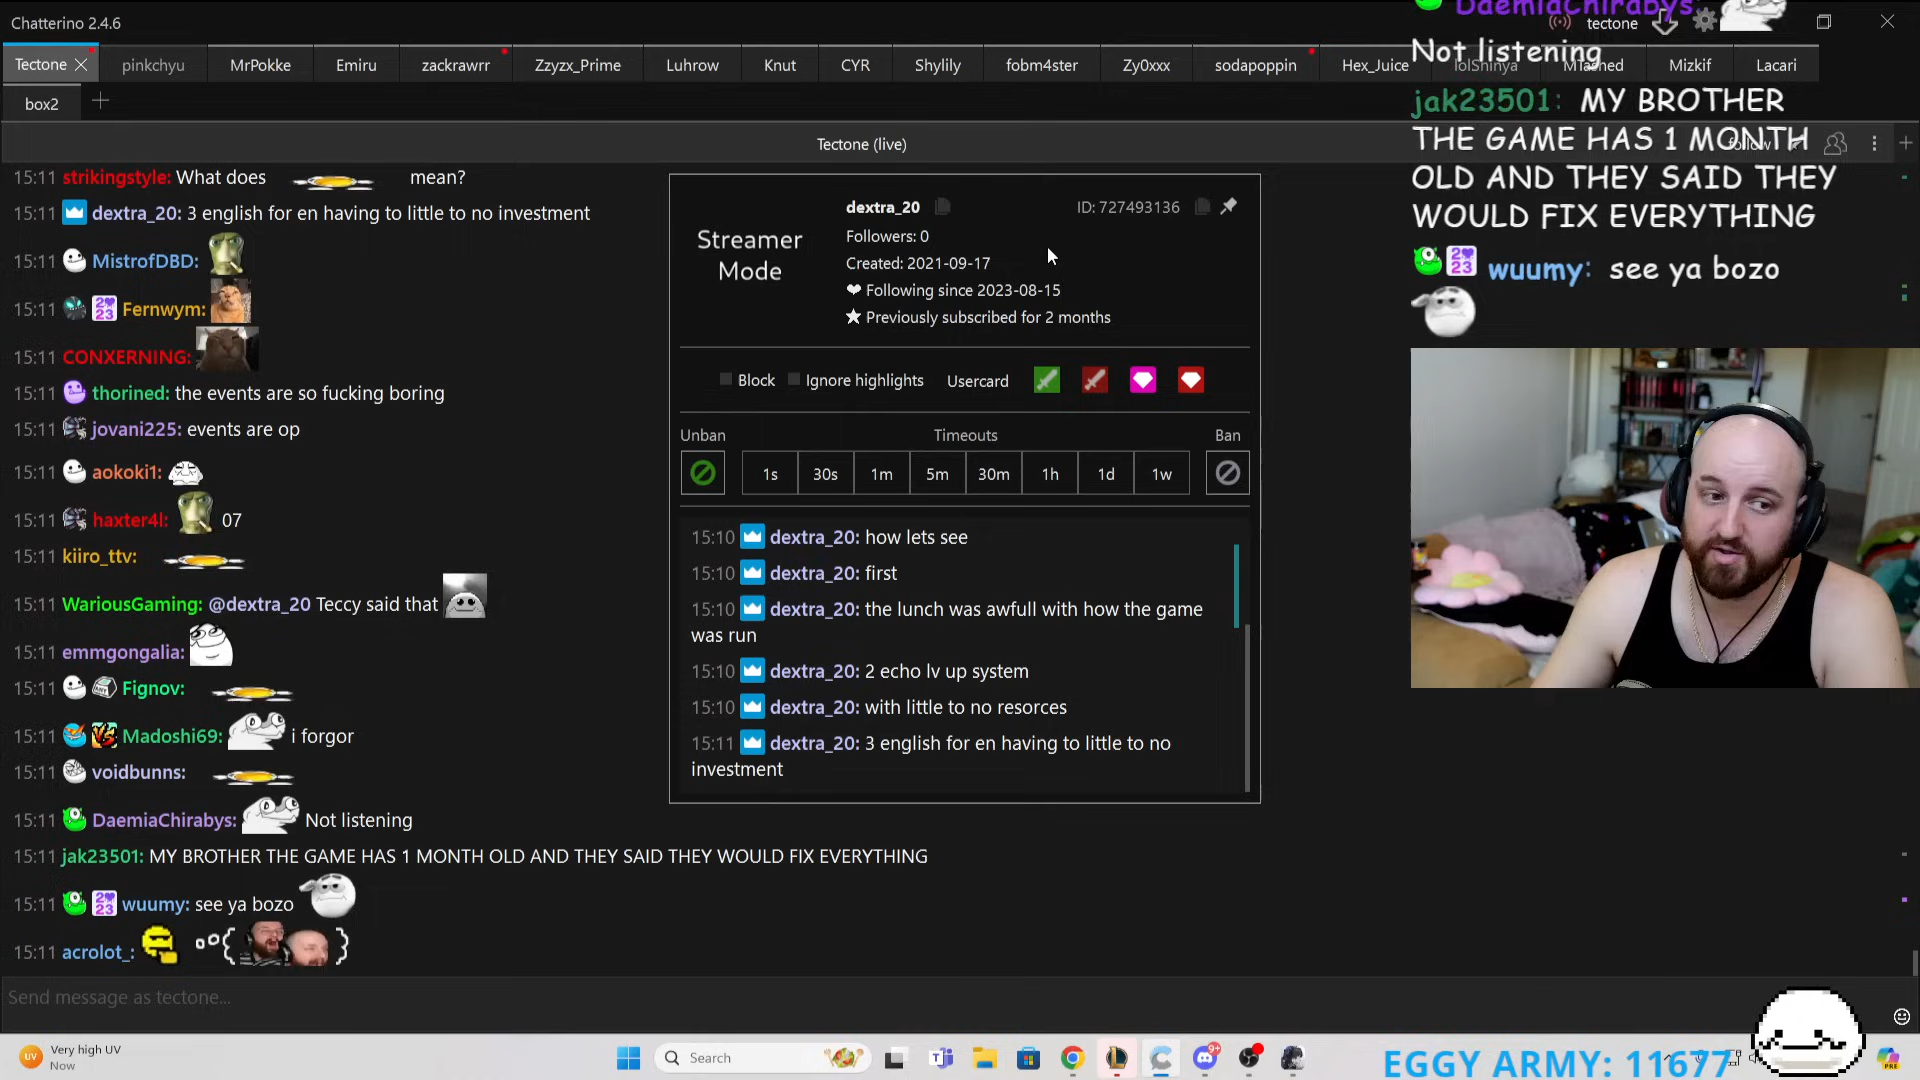 Chatterino 2.4.6
tectone
Tectone
pinkchyu
MrPokke
Emiru
zackrawrr
Zzyzx_Prime
Luhrow
Knut
CYR
Shylily
fobm4ster
Zy0xxx
sodapoppin
Hex_Juice
lolShinya
MTashed
Mizkif
Lacari
box2
Tectone (live)
follow
15:11 strikingstyle: What does mean?
15:11 dextra_20: 3 english for en having to little to no investment
15:11 MistrofDBD:
15:11 Fernwym:
15:11 CONXERNING:
15:11 thorined: the events are so fucking boring
15:11 jovani225: events are op
15:11 aokoki1:
15:11 haxter4l: 07
15:11 kiiro_ttv:
15:11 WariousGaming: @dextra_20 Teccy said that
15:11 emmgongalia:
15:11 Fignov:
15:11 Madoshi69: i forgor
15:11 voidbunns:
15:11 DaemiaChirabys: Not listening
15:11 jak23501: MY BROTHER THE GAME HAS 1 MONTH OLD AND THEY SAID THEY WOULD FIX EVERYTHING
15:11 wuumy: see ya bozo
15:11 acrolot_:
Send message as tectone...
Streamer
Mode
dextra_20
ID: 727493136
Followers: 0
Created: 2021-09-17
Following since 2023-08-15
Previously subscribed for 2 months
Block
Ignore highlights
Usercard
Unban
Timeouts
Ban
1s
30s
1m
5m
30m
1h
1d
1w
15:10 dextra_20: how lets see
15:10 dextra_20: first
15:10 dextra_20: the lunch was awfull with how the game
was run
15:10 dextra_20: 2 echo lv up system
15:10 dextra_20: with little to no resorces
15:11 dextra_20: 3 english for en having to little to no
investment
DaemiaChirabys:
Not listening
jak23501: MY BROTHER
THE GAME HAS 1 MONTH
OLD AND THEY SAID THEY
WOULD FIX EVERYTHING
wuumy: see ya bozo
UV
Very high UV
Now
Search
9+
EGGY ARMY: 11677
PRE